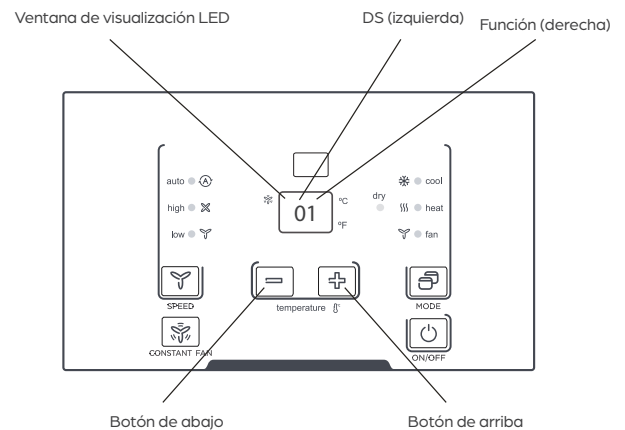 Ventana de visualización LED
DS (izquierda)
Función (derecha)
auto
A
cool
high
01
°C
dry
heat
low
°F
fan
SPEED
temperature
°C
MODE
CONSTANT FAN
ON/OFF
Botón de abajo
Botón de arriba